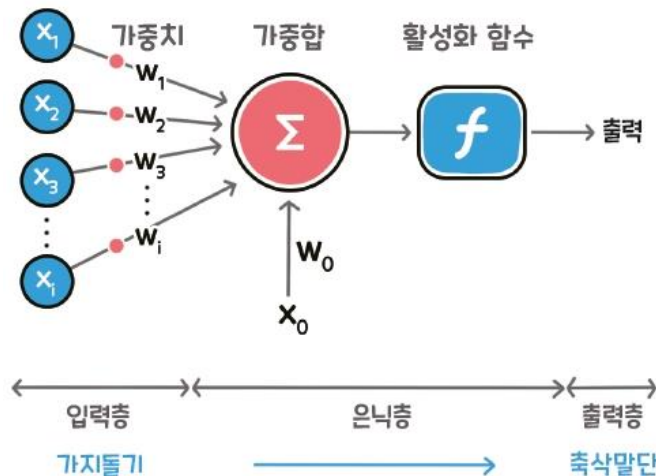 가중치 가중합 활성화 함수
x1
w1
x2
w2
x3
w3
xi
wi
Σ
f
출력
w0
x0
입력층 은닉층 출력층
가지돌기 축삭말단